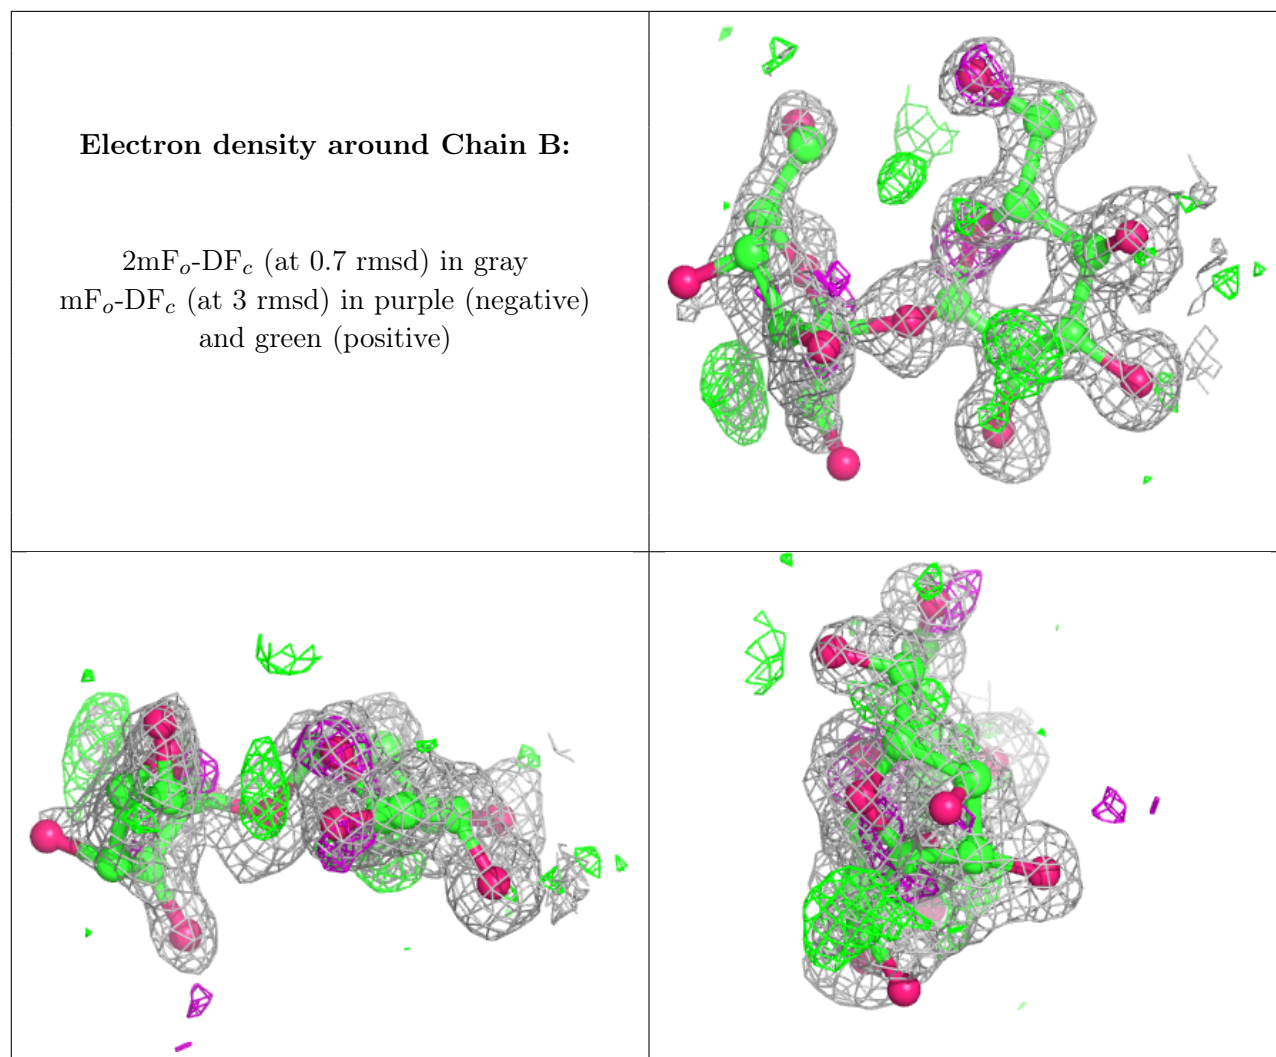 Electron density around Chain B:
2mFo-DFc (at 0.7 rmsd) in gray
mFo-DFc (at 3 rmsd) in purple (negative)
and green (positive)